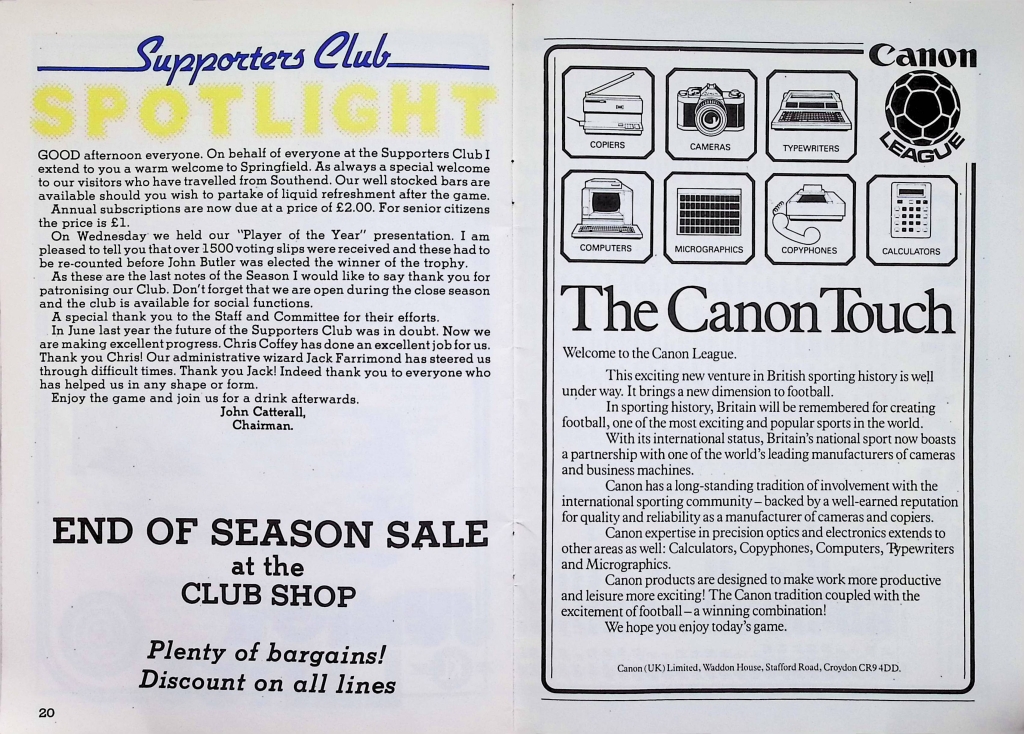 Supporters Club
SPOTLIGHT
GOOD afternoon everyone. On behalf of everyone at the Supporters Club I
extend to you a warm welcome to Springfield. As always a special welcome
to our visitors who have travelled from Southend. Our well stocked bars are
available should you wish to partake of liquid refreshment after the game.
Annual subscriptions are now due at a price of £2.00. For senior citizens
the price is £1.
On Wednesday we held our "Player of the Year" presentation. I am
pleased to tell you that over 1500 voting slips were received and these had to
be re-counted before John Butler was elected the winner of the trophy.
As these are the last notes of the Season I would like to say thank you for
patronising our Club. Don't forget that we are open during the close season
and the club is available for social functions.
A special thank you to the Staff and Committee for their efforts.
In June last year the future of the Supporters Club was in doubt. Now we
are making excellent progress. Chris Coffey has done an excellent job for us.
Thank you Chris! Our administrative wizard Jack Farrimond has steered us
through difficult times. Thank you Jack! Indeed thank you to everyone who
has helped us in any shape or form.
Enjoy the game and join us for a drink afterwards.
John Catterall,
Chairman.
END OF SEASON SALE
at the
CLUB SHOP
Plenty of bargains!
Discount on all lines
20
Canon
LEAGUE
COPIERS
CAMERAS
TYPEWRITERS
COMPUTERS
MICROGRAPHICS
COPYPHONES
CALCULATORS
The Canon Touch
Welcome to the Canon League.
This exciting new venture in British sporting history is well
under way. It brings a new dimension to football.
In sporting history, Britain will be remembered for creating
football, one of the most exciting and popular sports in the world.
With its international status, Britain's national sport now boasts
a partnership with one of the world's leading manufacturers of cameras
and business machines.
Canon has a long-standing tradition of involvement with the
international sporting community – backed by a well-earned reputation
for quality and reliability as a manufacturer of cameras and copiers.
Canon expertise in precision optics and electronics extends to
other areas as well: Calculators, Copyphones, Computers, Typewriters
and Micrographics.
Canon products are designed to make work more productive
and leisure more exciting! The Canon tradition coupled with the
excitement of football – a winning combination!
We hope you enjoy today's game.
Canon (UK) Limited, Waddon House, Stafford Road, Croydon CR9 4DD.